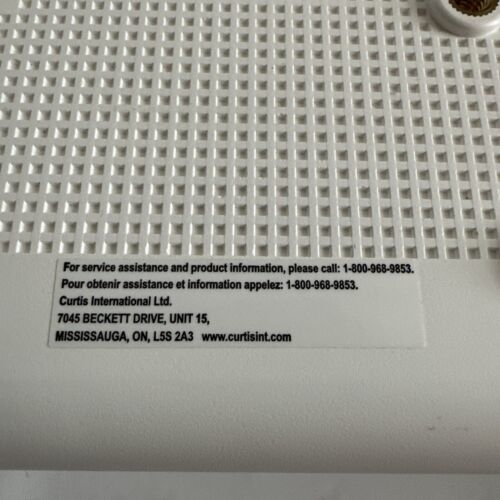 For service assistance and product information, please call: 1-800-968-9853.
Pour obtenir assistance et information appelez: 1-800-968-9853.
Curtis International Ltd.
7045 BECKETT DRIVE, UNIT 15,
MISSISSAUGA, ON, L5S 2A3 www.curtisint.com